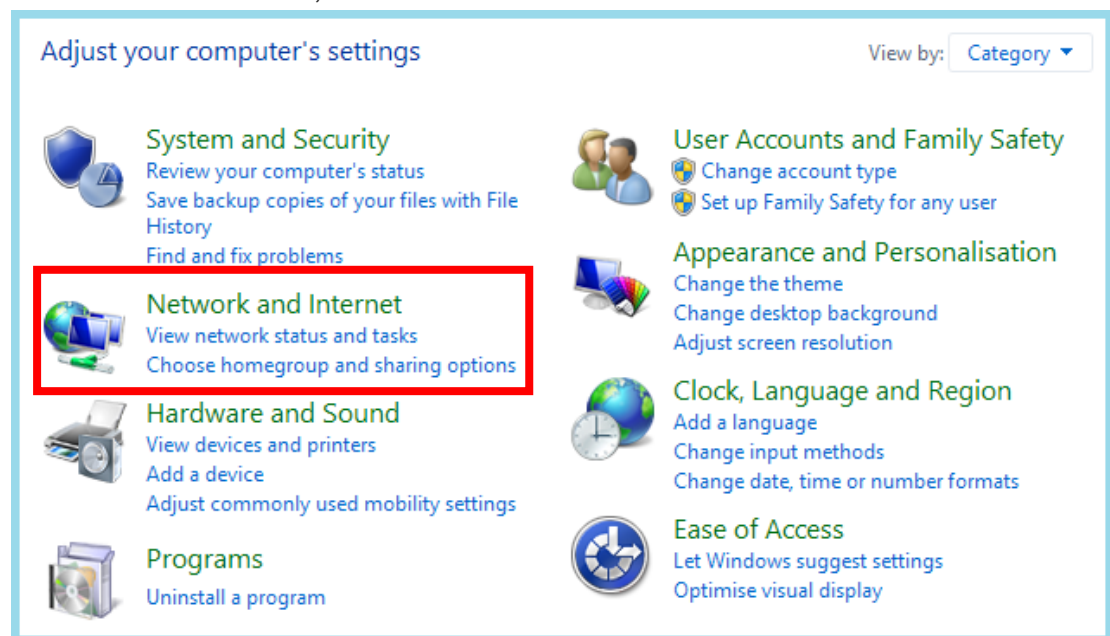 Adjust your computer's settings
View by: Category
System and Security
Review your computer's status
Save backup copies of your files with File
History
Find and fix problems
Network and Internet
View network status and tasks
Choose homegroup and sharing options
Hardware and Sound
View devices and printers
Add a device
Adjust commonly used mobility settings
Programs
Uninstall a program
User Accounts and Family Safety
Change account type
Set up Family Safety for any user
Appearance and Personalisation
Change the theme
Change desktop background
Adjust screen resolution
Clock, Language and Region
Add a language
Change input methods
Change date, time or number formats
Ease of Access
Let Windows suggest settings
Optimise visual display